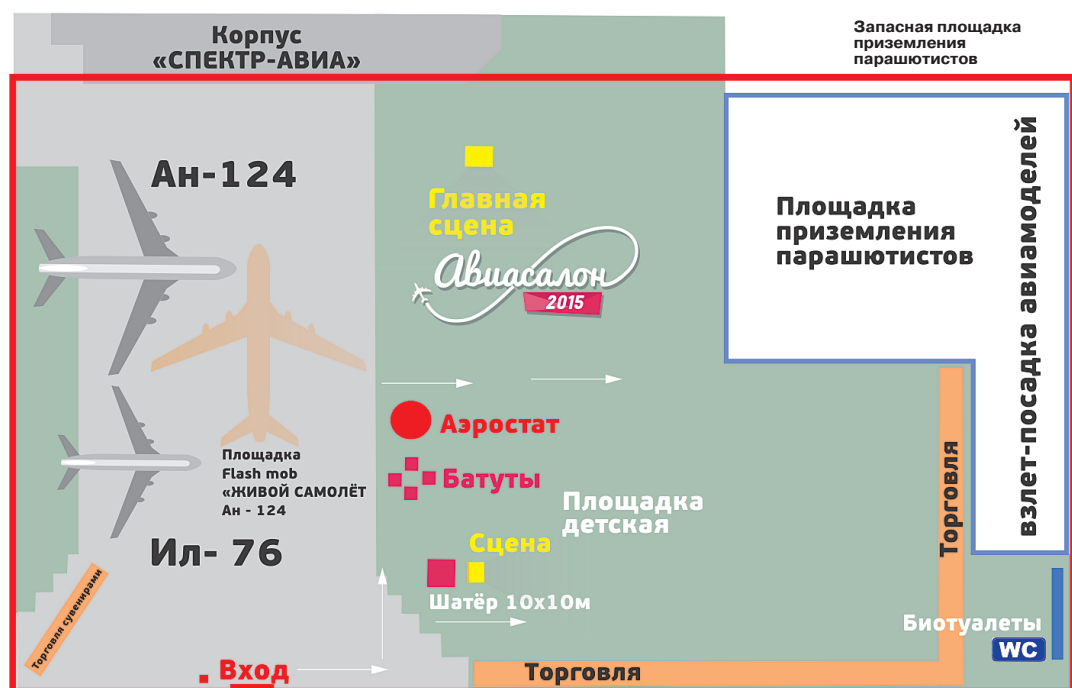 Корпус
«СПЕКТР-АВИА»
Запасная площадка
приземления
парашютистов
Ан-124
Главная
сцена
Авиасалон
2015
Площадка
приземления
парашютистов
взлет-посадка авиамоделей
Аэростат
Батуты
Площадка
Flash mob
«ЖИВОЙ САМОЛЁТ
Ан - 124
Площадка
детская
Ил- 76
Сцена
Шатёр 10х10м
Торговля
Торговля сувенирами
Биотуалеты
WC
Вход
Торговля